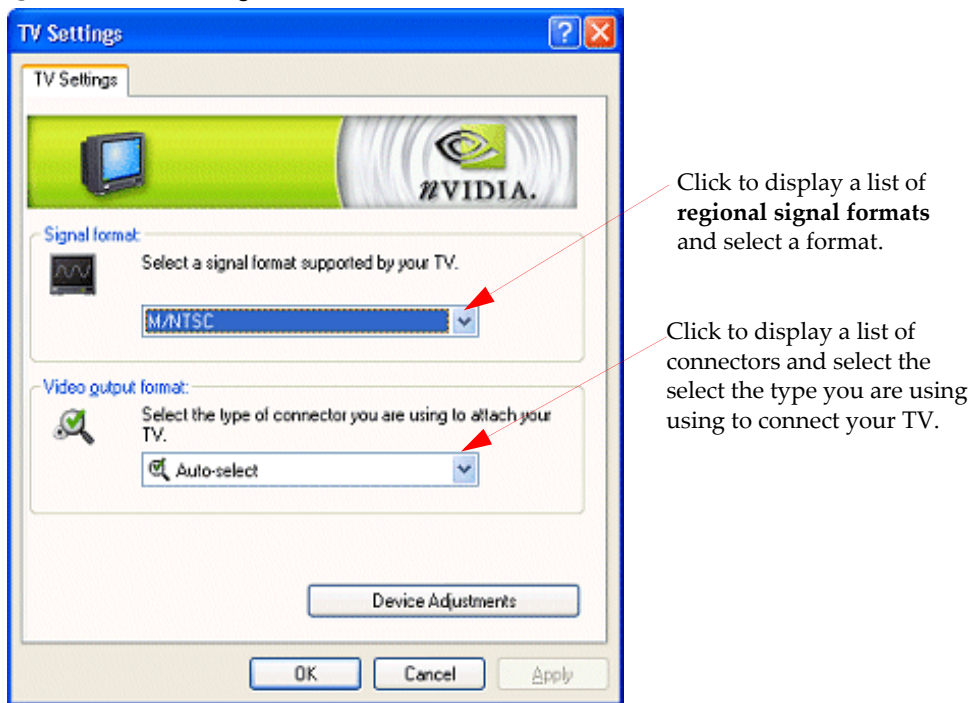 TV Settings
TV Settings
nVIDIA.
Click to display a list of
regional signal formats
and select a format.
Signal format:
Select a signal format supported by your TV.
M/NTSC
Click to display a list of
connectors and select the
select the type you are using
using to connect your TV.
Video output format:
Select the type of connector you are using to attach your
TV.
Auto-select
Device Adjustments
OK
Cancel
Apply